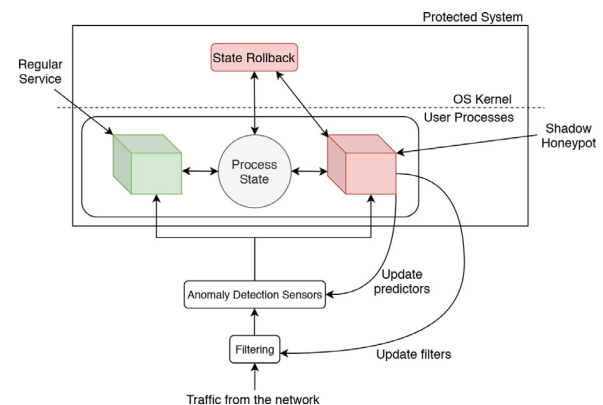 Protected System
State Rollback
Regular
Service
OS Kernel
User Processes
Shadow
Honeypot
Process
State
Update
predictors
Anomaly Detection Sensors
Filtering
Update filters
Traffic from the network